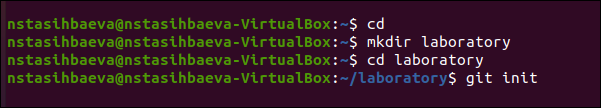 nstasihbaeva@nstasihbaeva-VirtualBox:~$ cd
nstasihbaeva@nstasihbaeva-VirtualBox:~$ mkdir laboratory
nstasihbaeva@nstasihbaeva-VirtualBox:~$ cd laboratory
nstasihbaeva@nstasihbaeva-VirtualBox:~/laboratory$ git init